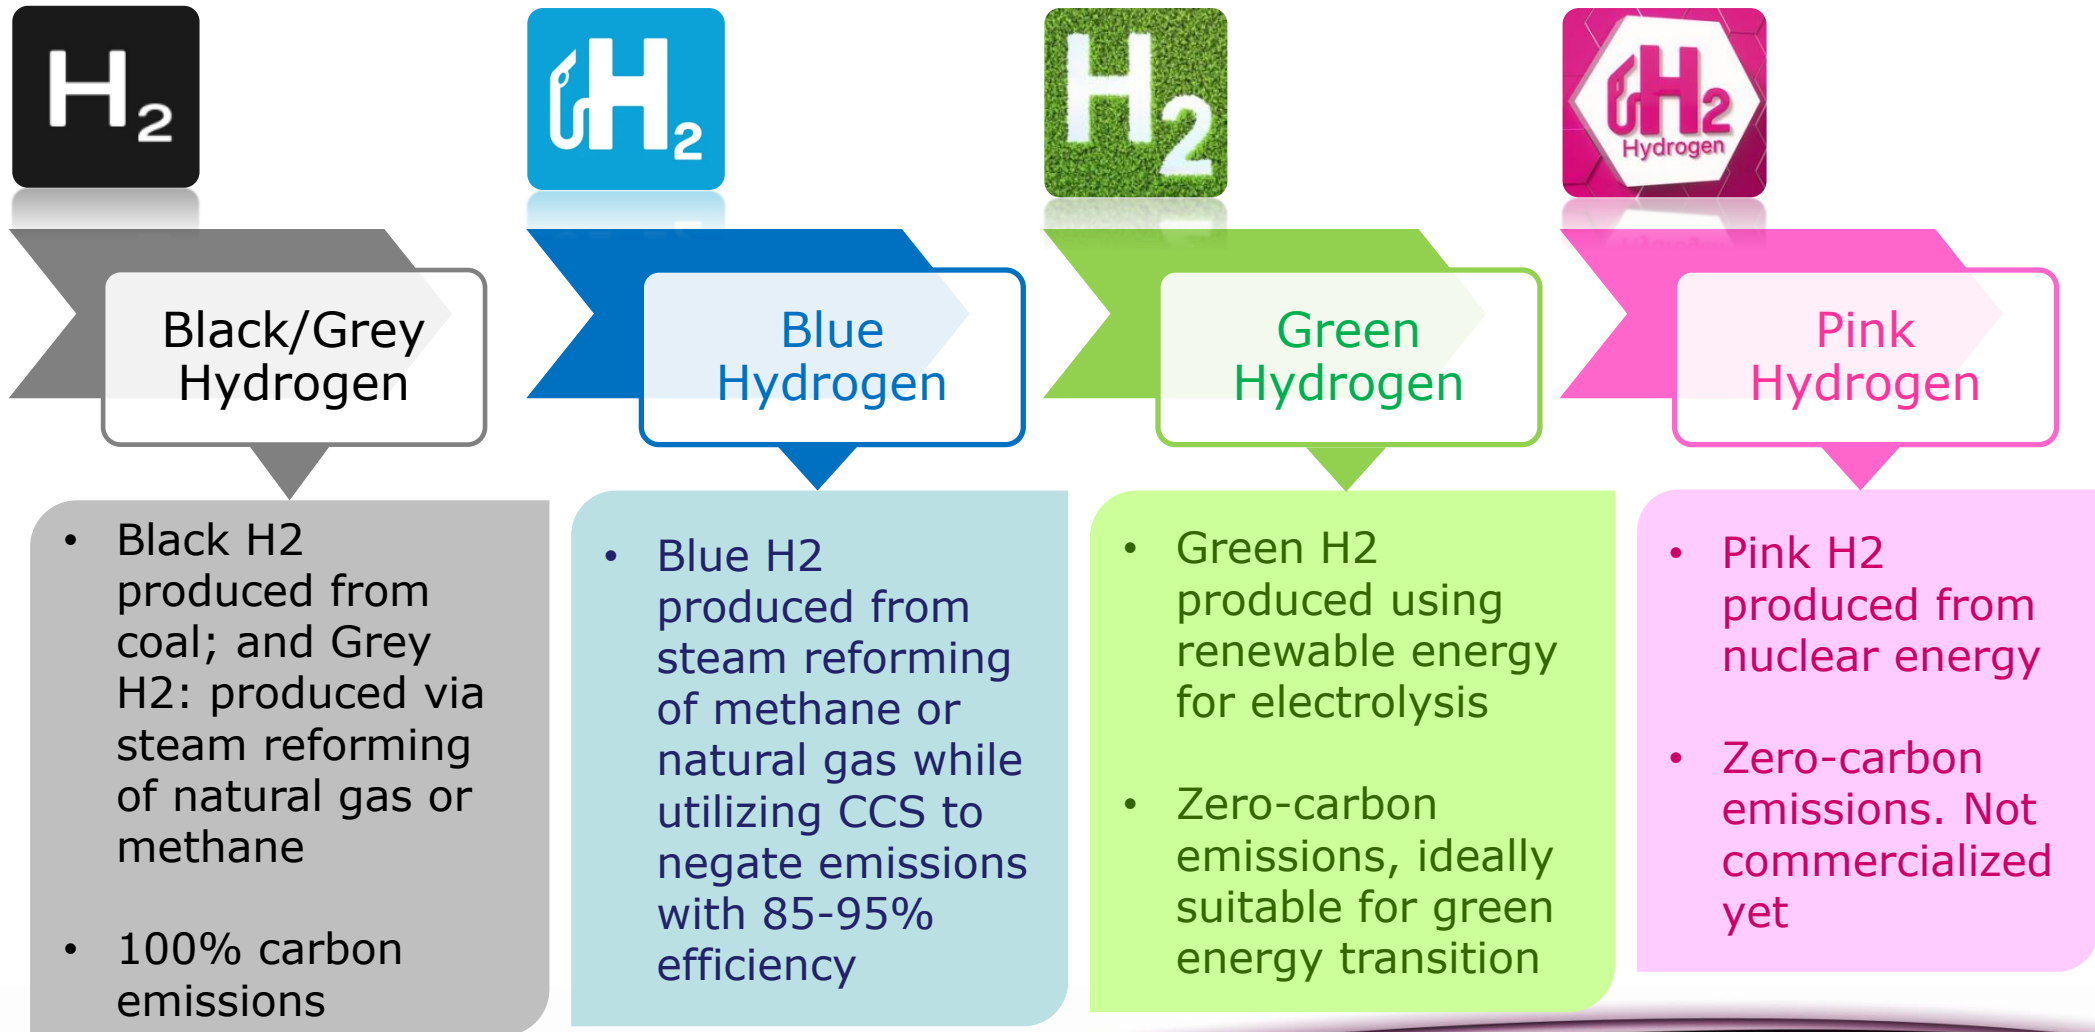 H2
H2
H2
H2
Hydrogen
Black/Grey
Hydrogen
Blue
Hydrogen
Green
Hydrogen
Pink
Hydrogen
• Black H2
produced from
coal; and Grey
H2: produced via
steam reforming
of natural gas or
methane
• 100% carbon
emissions
• Blue H2
produced from
steam reforming
of methane or
natural gas while
utilizing CCS to
negate emissions
with 85-95%
efficiency
• Green H2
produced using
renewable energy
for electrolysis
• Zero-carbon
emissions, ideally
suitable for green
energy transition
• Pink H2
produced from
nuclear energy
• Zero-carbon
emissions. Not
commercialized
yet